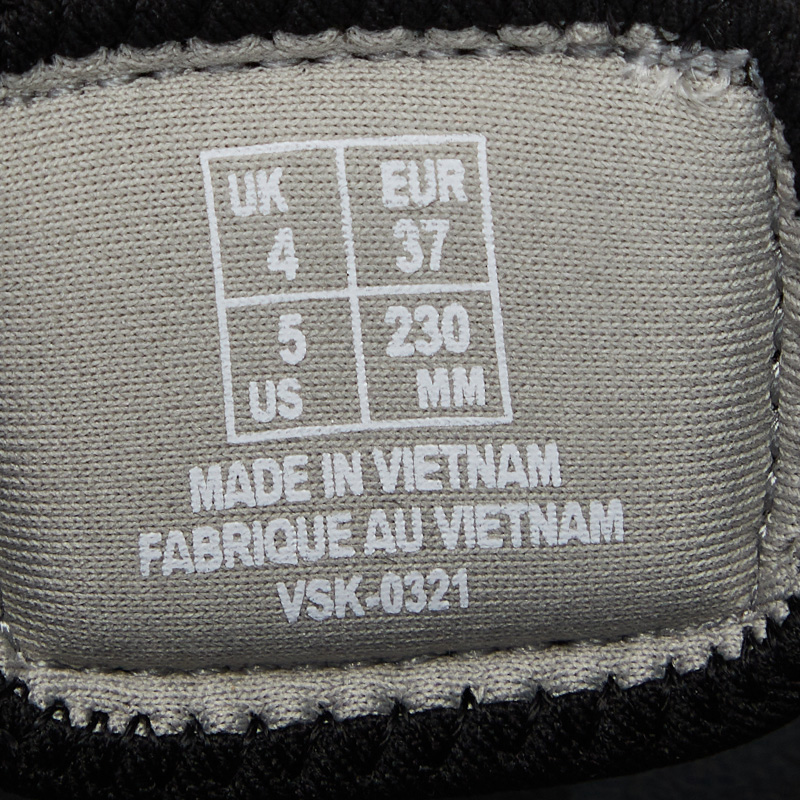 UK EUR
4 37
5 230
US MM
MADE IN VIETNAM
FABRIQUE AU VIETNAM
VSK-0321